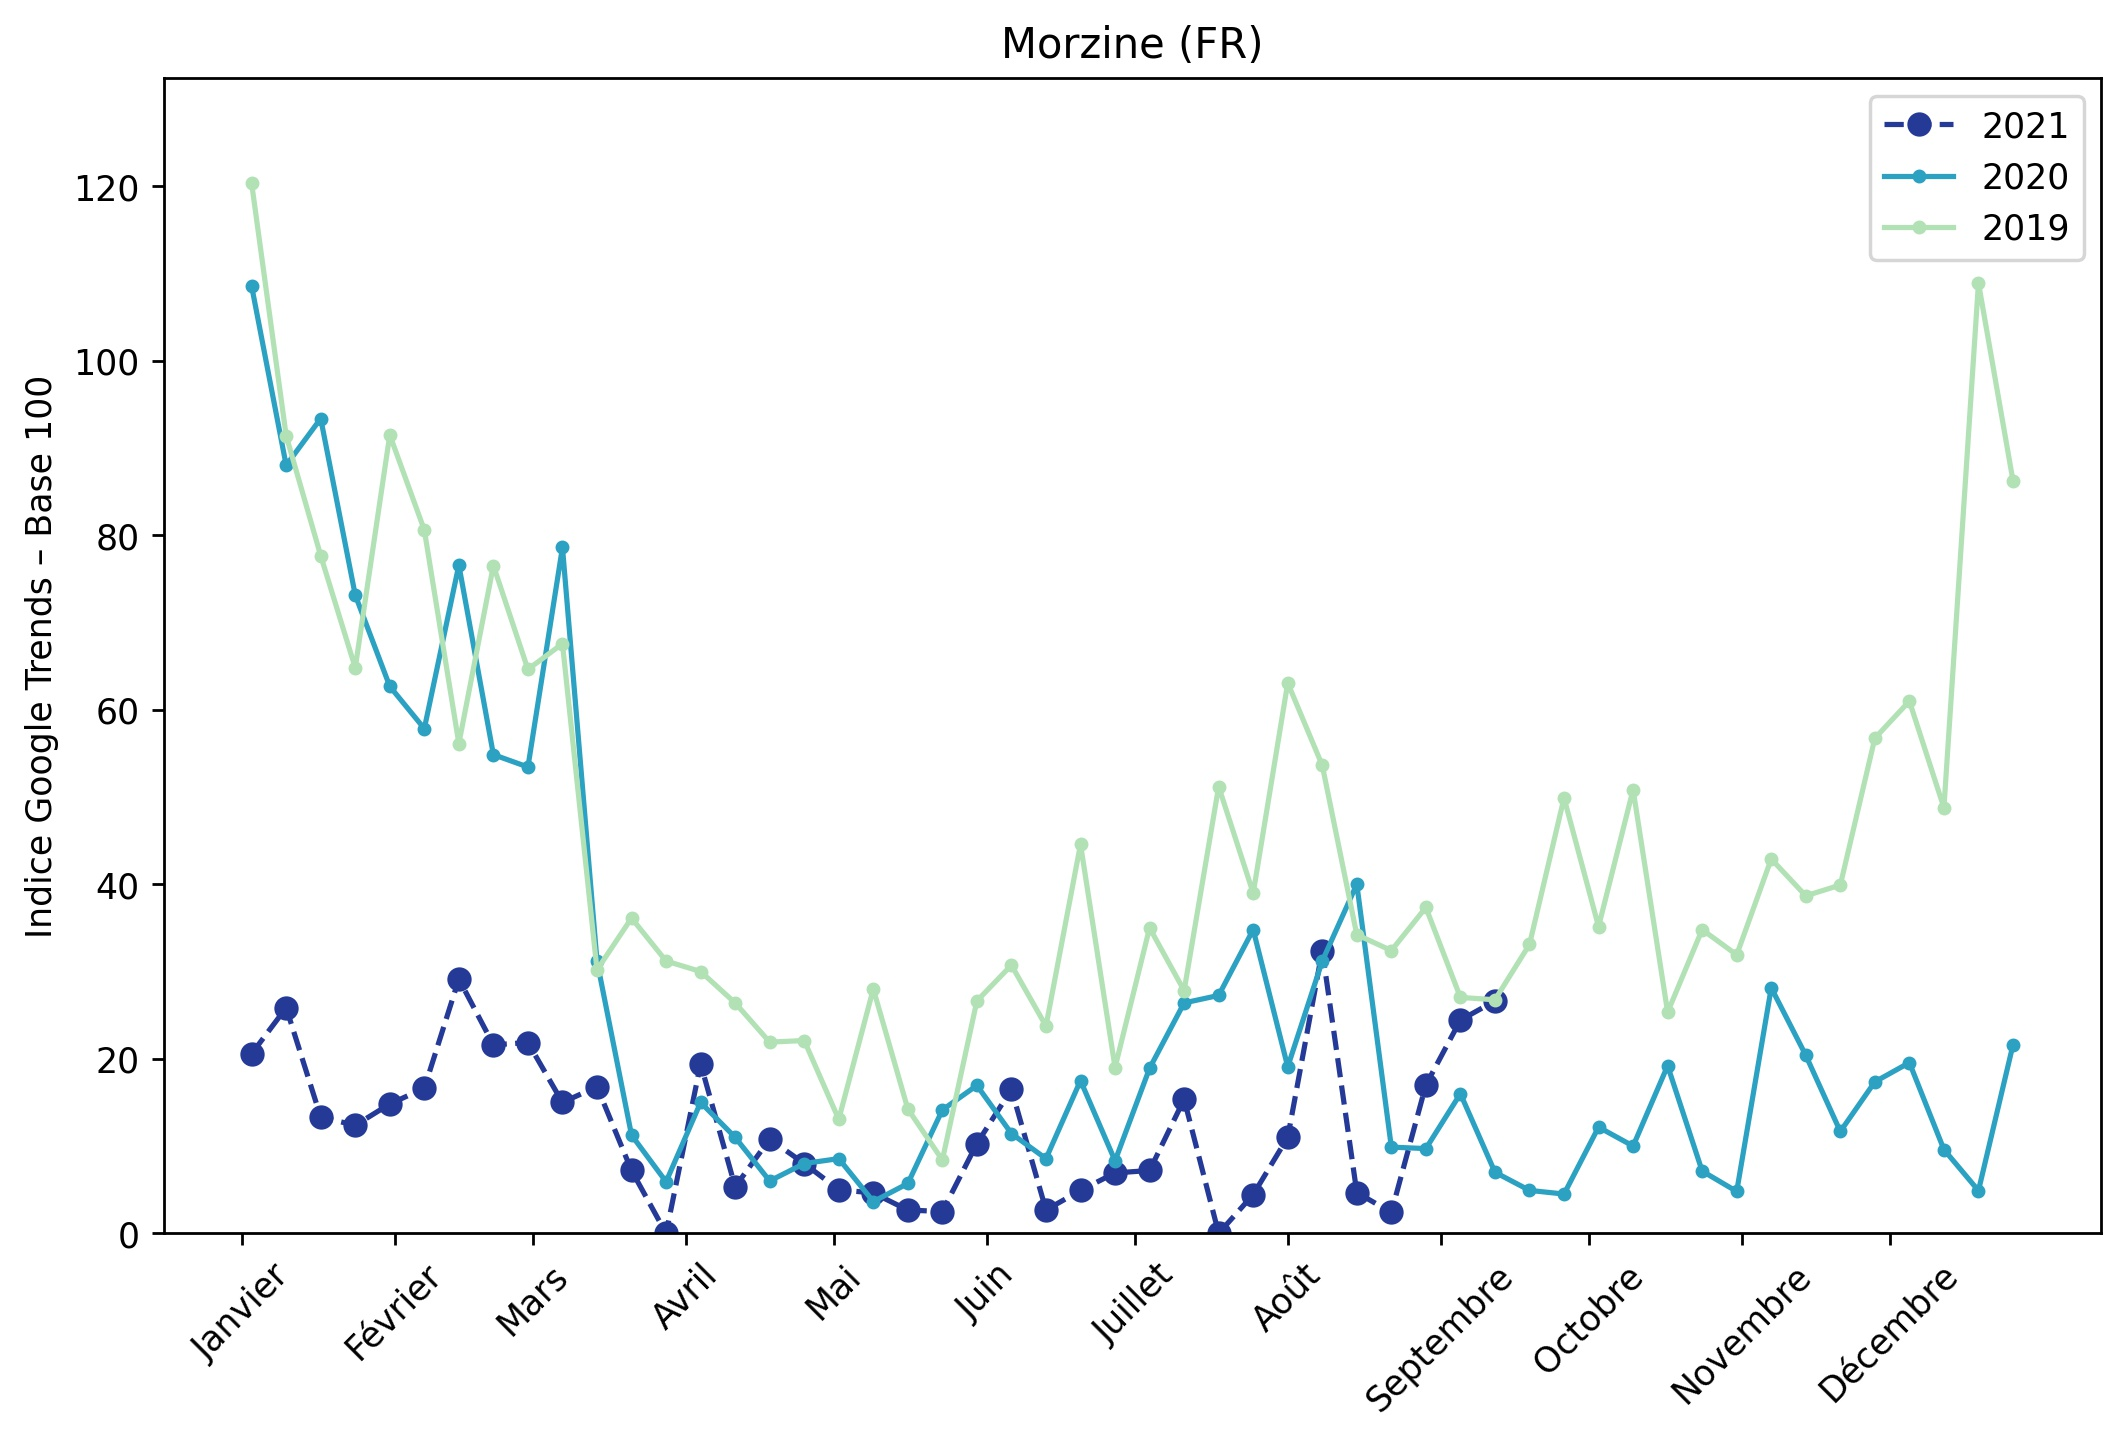 Morzine (FR)
Indice Google Trends – Base 100
120
100
80
60
40
20
0
2021
2020
2019
Janvier
Février
Mars
Avril
Mai
Juin
Juillet
Août
Septembre
Octobre
Novembre
Décembre